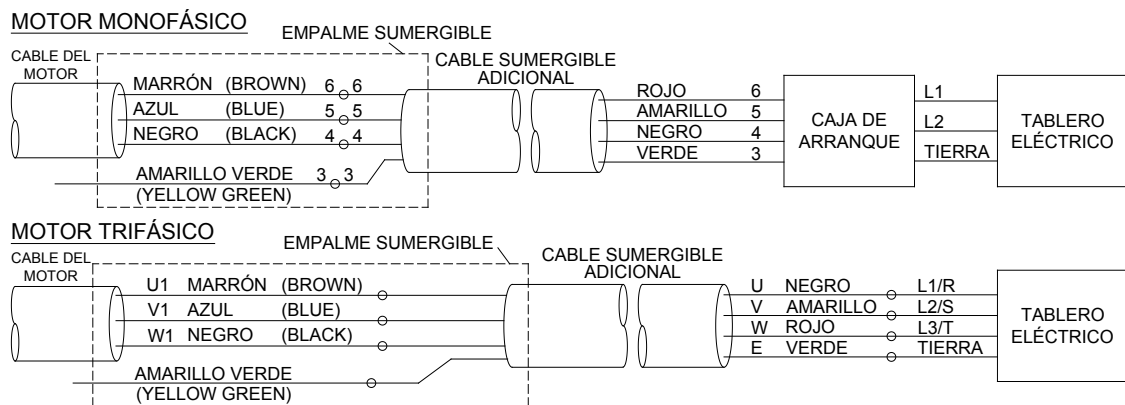 MOTOR MONOFÁSICO
EMPALME SUMERGIBLE
CABLE DEL
MOTOR
CABLE SUMERGIBLE
ADICIONAL
MARRÓN (BROWN) 6 6
AZUL (BLUE) 5 5
NEGRO (BLACK) 4 4
AMARILLO VERDE 3 3
(YELLOW GREEN)
ROJO 6
AMARILLO 5
NEGRO 4
VERDE 3
CAJA DE
ARRANQUE
L1
L2
TIERRA
TABLERO
ELÉCTRICO
MOTOR TRIFÁSICO
EMPALME SUMERGIBLE
CABLE DEL
MOTOR
CABLE SUMERGIBLE
ADICIONAL
U1 MARRÓN (BROWN)
V1 AZUL (BLUE)
W1 NEGRO (BLACK)
AMARILLO VERDE
(YELLOW GREEN)
U NEGRO L1/R
V AMARILLO L2/S
W ROJO L3/T
E VERDE TIERRA
TABLERO
ELÉCTRICO